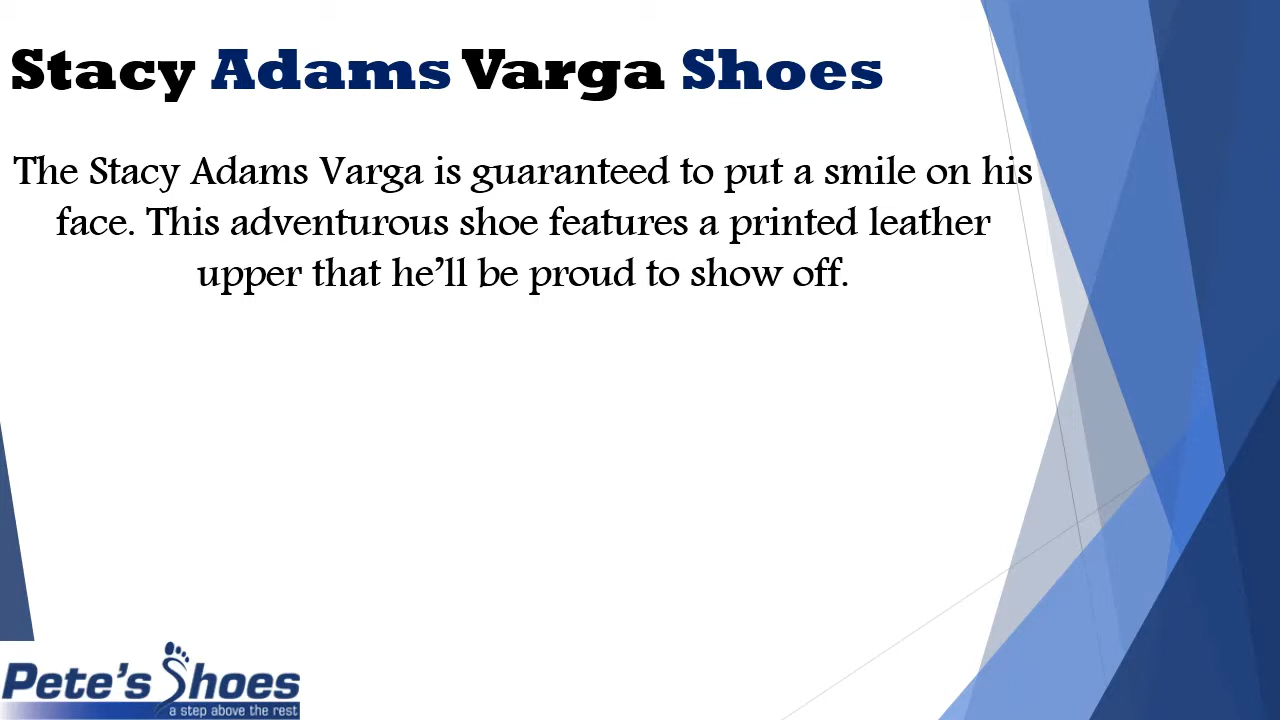 Stacy Adams Varga Shoes
The Stacy Adams Varga is guaranteed to put a smile on his
face. This adventurous shoe features a printed leather
upper that he’ll be proud to show off.
Pete's Shoes
a step above the rest